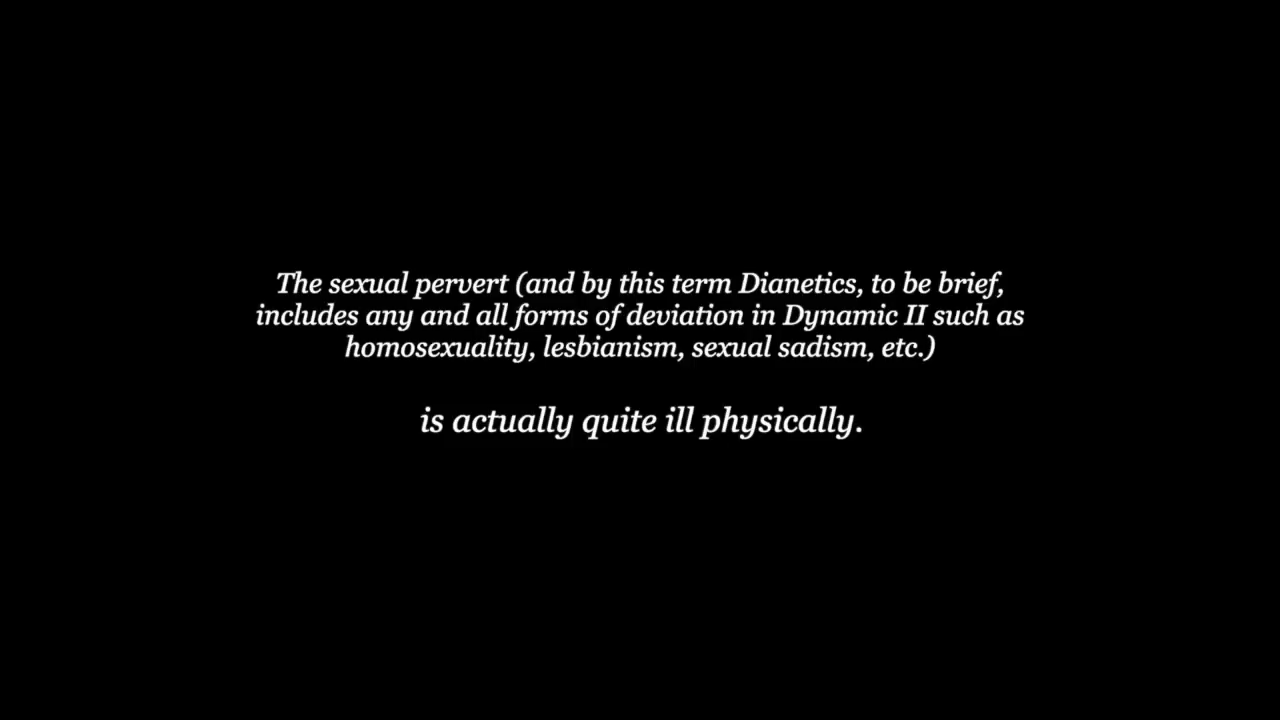 The sexual pervert (and by this term Dianetics, to be brief,
includes any and all forms of deviation in Dynamic II such as
homosexuality, lesbianism, sexual sadism, etc.)
is actually quite ill physically.